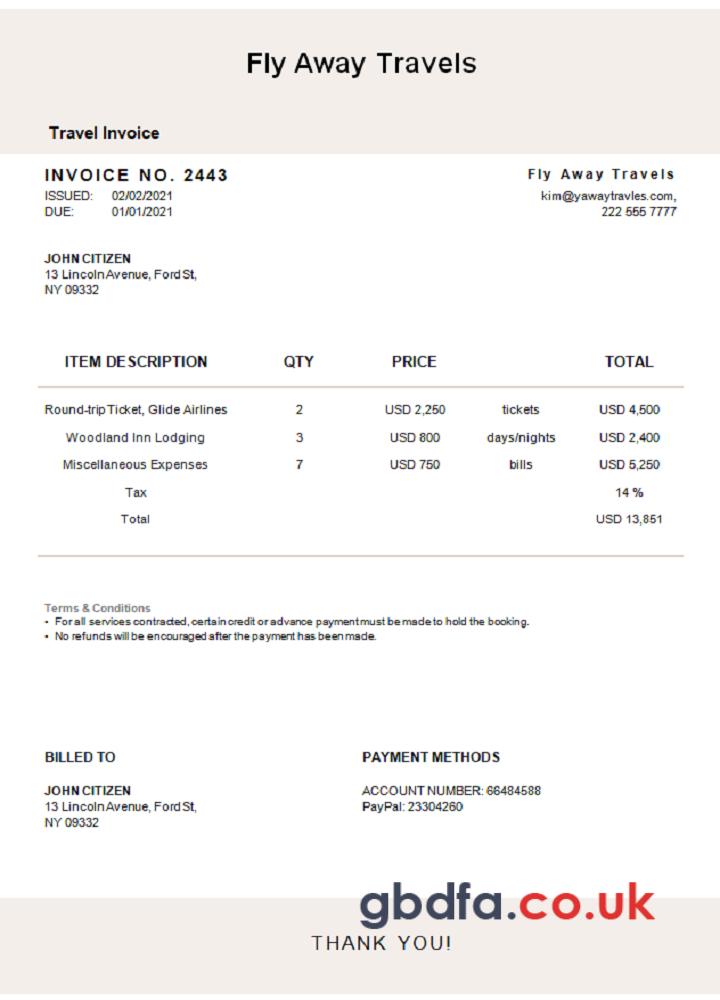 Fly Away Travels
Travel Invoice
INVOICE NO. 2443
ISSUED: 02/02/2021
DUE: 01/01/2021
Fly Away Travels
kim@yawaytravles.com,
222 555 7777
JOHN CITIZEN
13 Lincoln Avenue, Ford St,
NY 09332
ITEM DESCRIPTION QTY PRICE TOTAL
Round-trip Ticket, Glide Airlines 2 USD 2,250 tickets USD 4,500
Woodland Inn Lodging 3 USD 800 days/nights USD 2,400
Miscellaneous Expenses 7 USD 750 bills USD 5,250
Tax 14 %
Total USD 13,851
Terms & Conditions
• For all services contracted, certain credit or advance payment must be made to hold the booking.
• No refunds will be encouraged after the payment has been made.
BILLED TO
JOHN CITIZEN
13 Lincoln Avenue, Ford St,
NY 09332
PAYMENT METHODS
ACCOUNT NUMBER: 66484588
PayPal: 23304260
gbdfa.co.uk
THANK YOU!